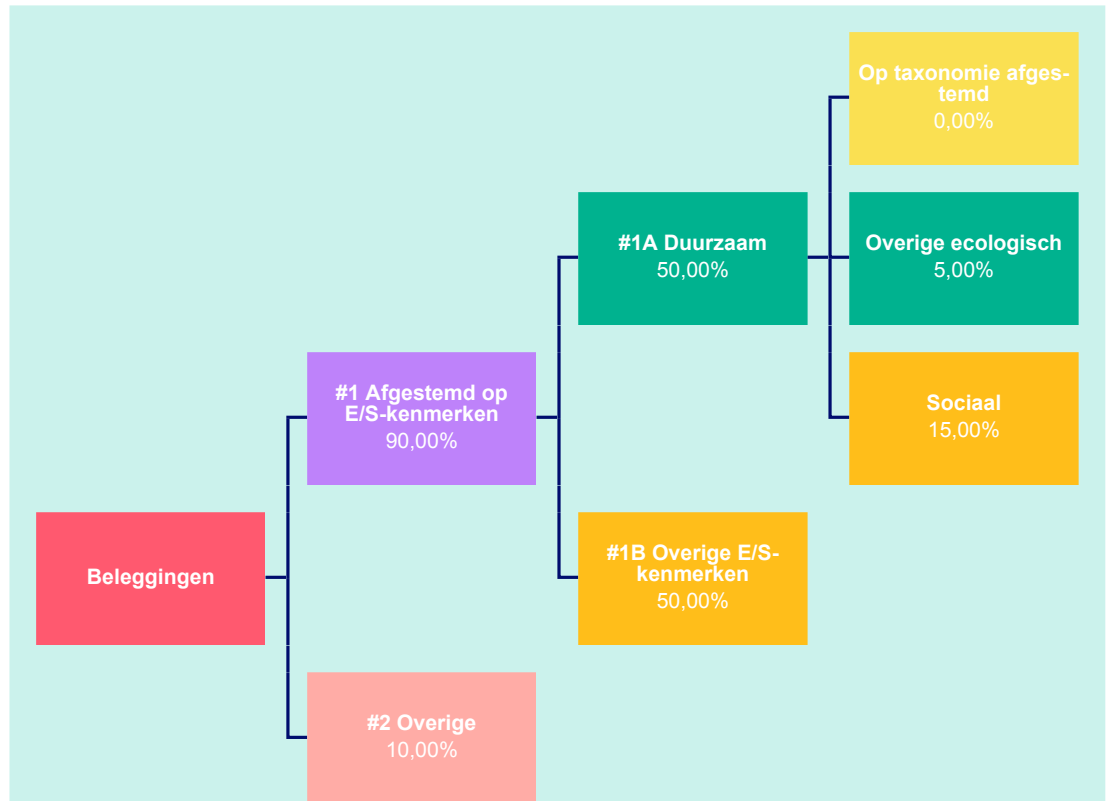 Op taxonomie afges-
temd
0,00%
#1A Duurzaam
50,00%
Overige ecologisch
5,00%
#1 Afgestemd op
E/S-kenmerken
90,00%
Sociaal
15,00%
Beleggingen
#1B Overige E/S-
kenmerken
50,00%
#2 Overige
10,00%